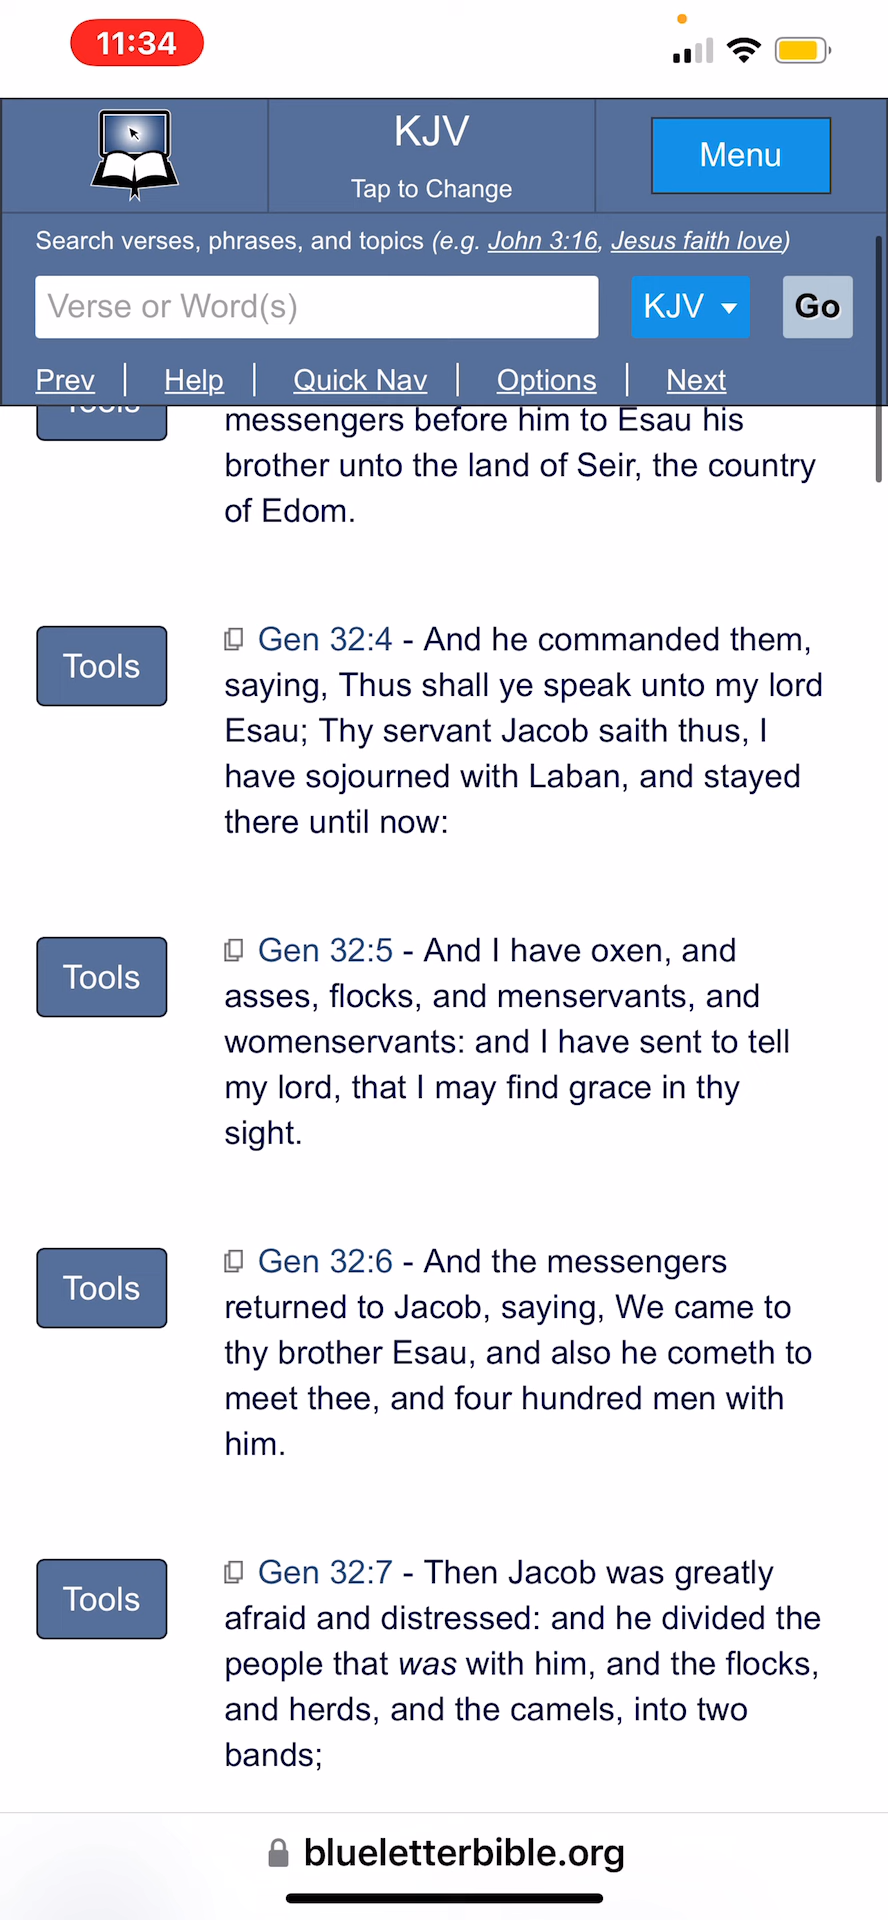 11:34
KJV
Tap to Change
Menu
Search verses, phrases, and topics (e.g. John 3:16, Jesus faith love)
Verse or Word(s)
KJV
Go
Prev | Help | Quick Nav | Options | Next
Tools
messengers before him to Esau his
brother unto the land of Seir, the country
of Edom.
Tools
Gen 32:4 - And he commanded them,
saying, Thus shall ye speak unto my lord
Esau; Thy servant Jacob saith thus, I
have sojourned with Laban, and stayed
there until now:
Tools
Gen 32:5 - And I have oxen, and
asses, flocks, and menservants, and
womenservants: and I have sent to tell
my lord, that I may find grace in thy
sight.
Tools
Gen 32:6 - And the messengers
returned to Jacob, saying, We came to
thy brother Esau, and also he cometh to
meet thee, and four hundred men with
him.
Tools
Gen 32:7 - Then Jacob was greatly
afraid and distressed: and he divided the
people that was with him, and the flocks,
and herds, and the camels, into two
bands;
blueletterbible.org